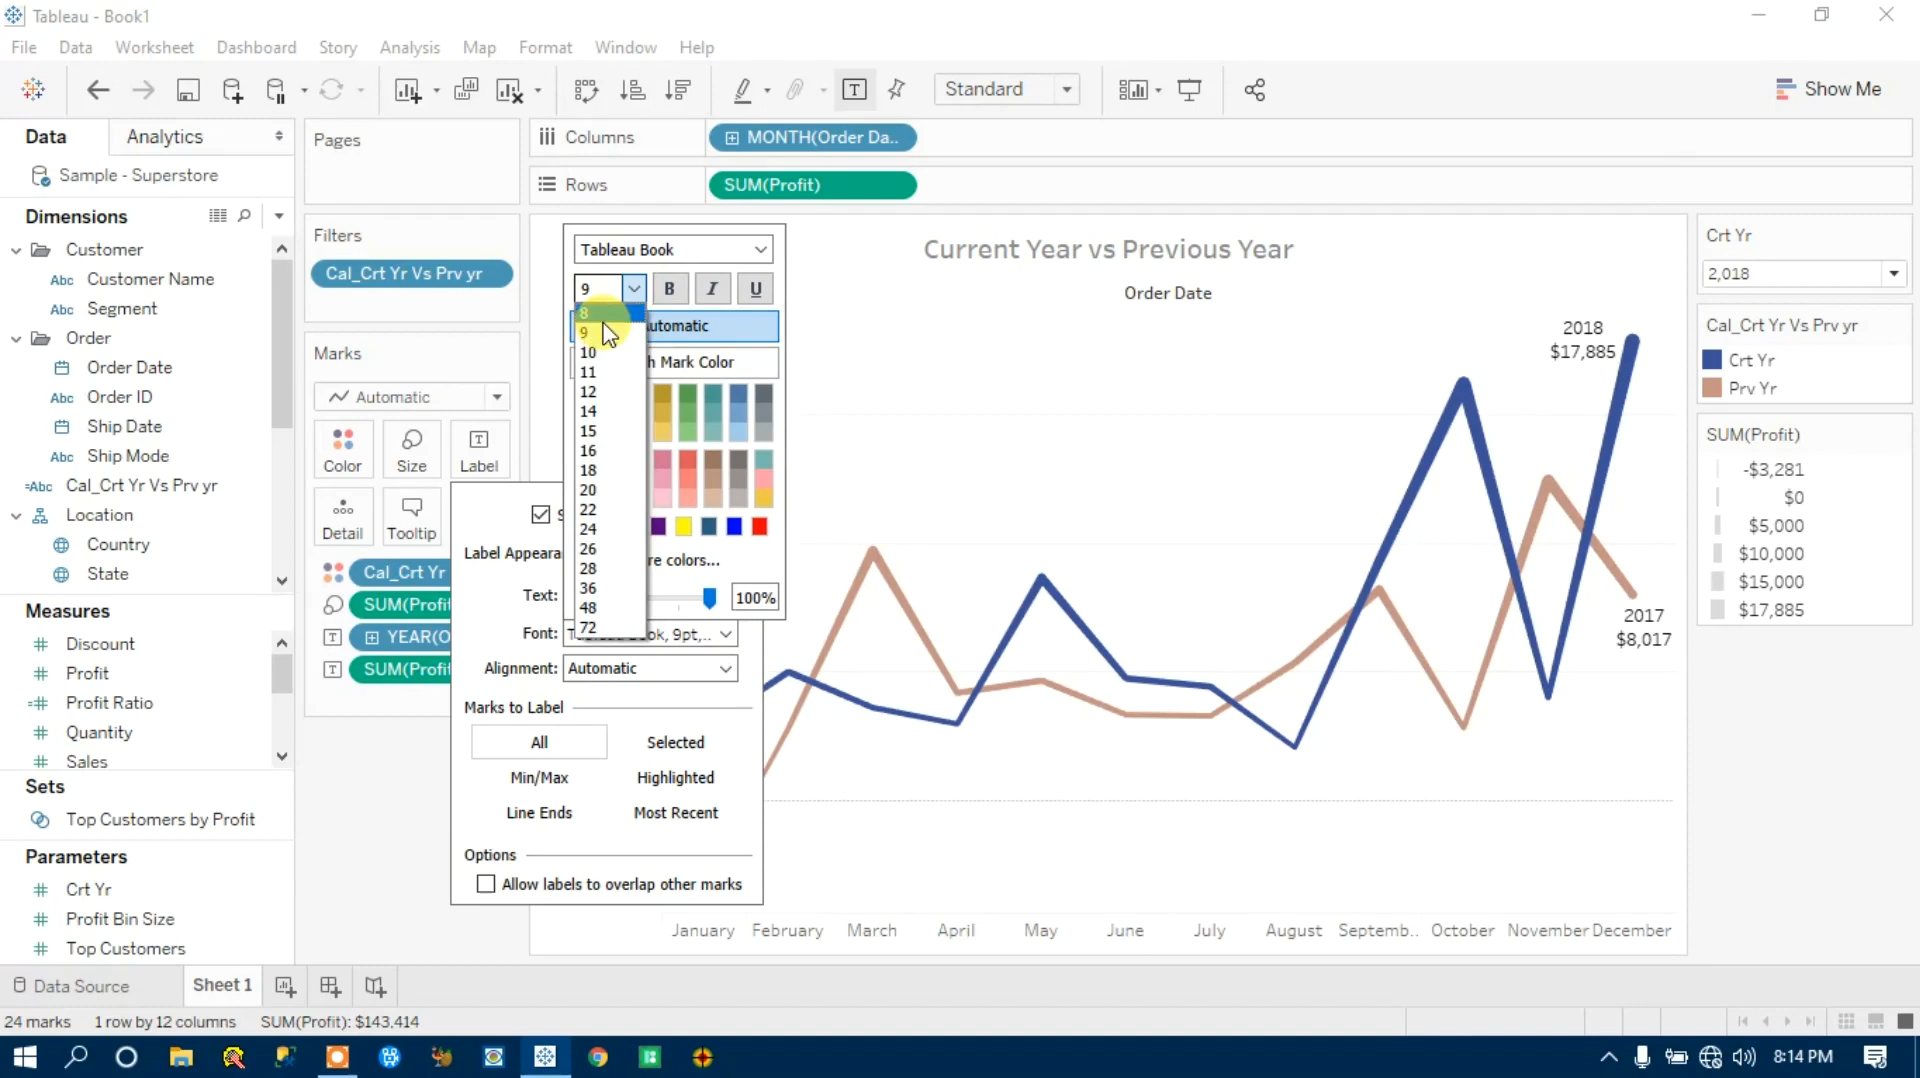 Tableau - Book1
File Data Worksheet Dashboard Story Analysis Map Format Window Help
Standard
Show Me
Data
Analytics
Sample - Superstore
Dimensions
Customer
Abc Customer Name
Abc Segment
Order
Order Date
Abc Order ID
Ship Date
Abc Ship Mode
=Abc Cal_Crt Yr Vs Prv yr
Location
Country
State
Measures
# Discount
# Profit
=# Profit Ratio
# Quantity
# Sales
Sets
Top Customers by Profit
Parameters
# Crt Yr
# Profit Bin Size
# Top Customers
Pages
Filters
Cal_Crt Yr Vs Prv yr
Marks
Automatic
Color Size Label
Detail Tooltip
Cal_Crt Yr
SUM(Profi
YEAR(O
SUM(Profi
Columns
MONTH(Order Da..
Rows
SUM(Profit)
Tableau Book
9
B I U
8
9
10
11
12
14
15
16
18
20
22
24
26
28
36
48
72
utomatic
h Mark Color
re colors...
100%
S
Label Appeara
Text:
Font:
ok, 9pt,..
Alignment: Automatic
Marks to Label
All Selected
Min/Max Highlighted
Line Ends Most Recent
Options
Allow labels to overlap other marks
Current Year vs Previous Year
Order Date
2018
$17,885
2017
$8,017
January February March April May June July August Septemb.. October November December
Crt Yr
2,018
Cal_Crt Yr Vs Prv yr
Crt Yr
Prv Yr
SUM(Profit)
-$3,281
$0
$5,000
$10,000
$15,000
$17,885
Data Source
Sheet 1
24 marks 1 row by 12 columns SUM(Profit): $143,414
8:14 PM